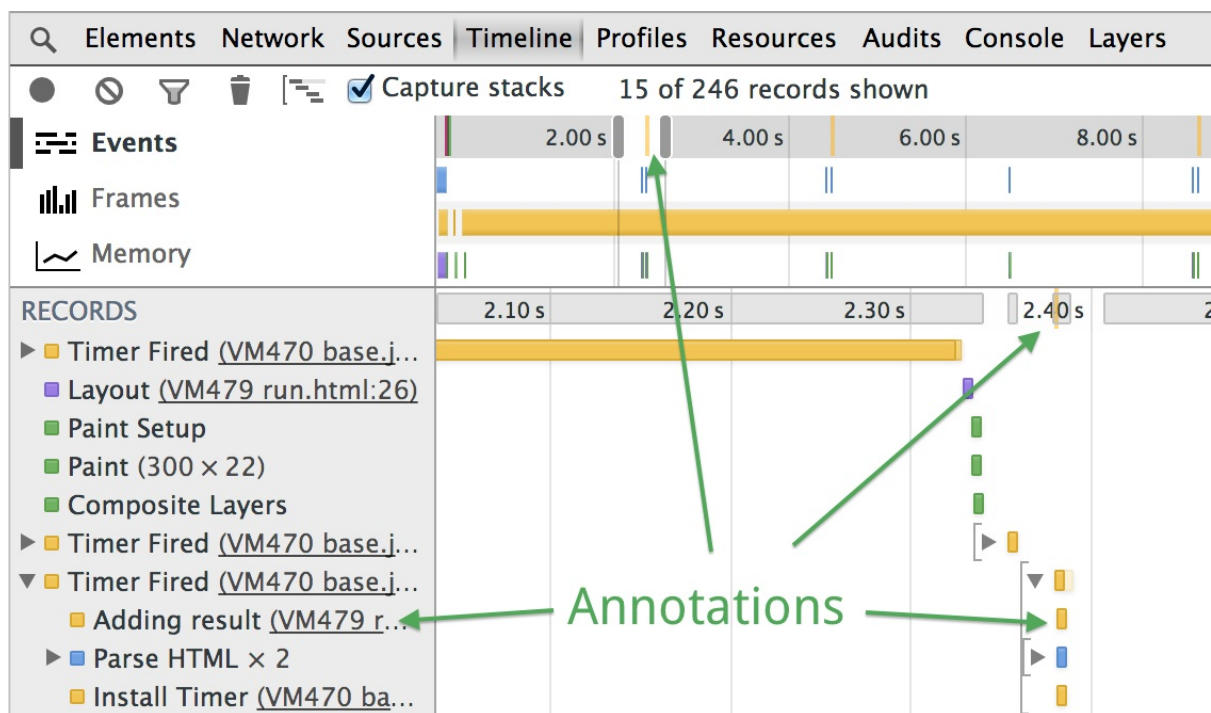 Elements Network Sources Timeline Profiles Resources Audits Console Layers
Capture stacks 15 of 246 records shown
Events
2.00 s 4.00 s 6.00 s 8.00 s
Frames
Memory
RECORDS 2.10 s 2.20 s 2.30 s 2.40 s 2
Timer Fired (VM470 base.j...
Layout (VM479 run.html:26)
Paint Setup
Paint (300 × 22)
Composite Layers
Timer Fired (VM470 base.j...
Timer Fired (VM470 base.j...
Adding result (VM479 r...
Annotations
Parse HTML × 2
Install Timer (VM470 ba...